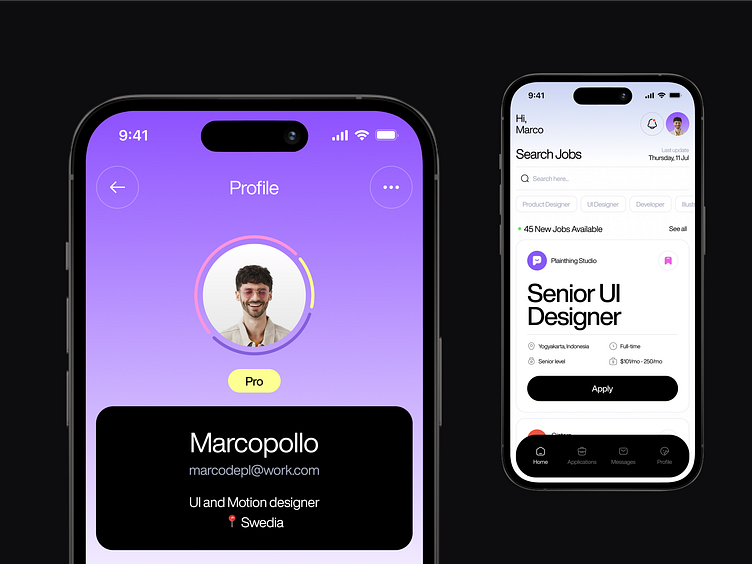 9:41
Profile
Pro
Marcopollo
marcodepl@work.com
UI and Motion designer
📍 Swedia
9:41
Hi,
Marco
Last update
Search Jobs
Thursday, 11 Jul
Search here..
Product Designer
UI Designer
Developer
Illust
45 New Jobs Available
See all
Plainthing Studio
Senior UI
Designer
Yogyakarta, Indonesia
Full-time
Senior level
$101/mo - 250/mo
Apply
Home
Applications
Messages
Profile